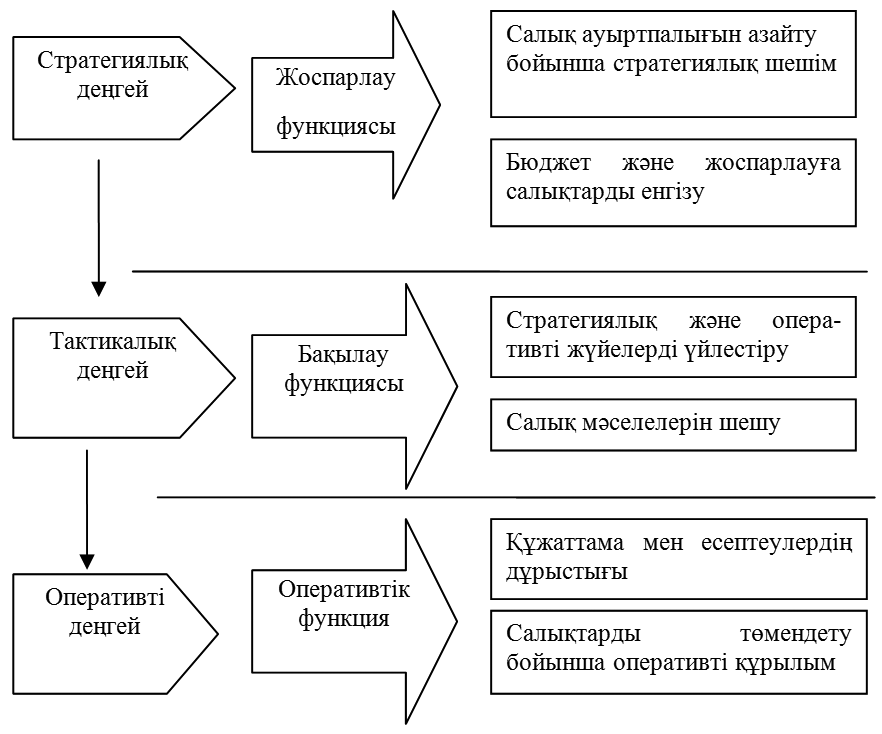 Стратегиялық
деңгей
Жоспарлау
функциясы
Салық ауыртпалығын азайту
бойынша стратегиялық шешім
Бюджет және жоспарлауға
салықтарды енгізу
Тактикалық
деңгей
Бақылау
функциясы
Стратегиялық және опера-
тивті жүйелерді үйлестіру
Салық мәселелерін шешу
Оперативті
деңгей
Оперативтік
функция
Құжаттама мен есептеулердің
дұрыстығы
Салықтарды төмендету
бойынша оперативті құрылым